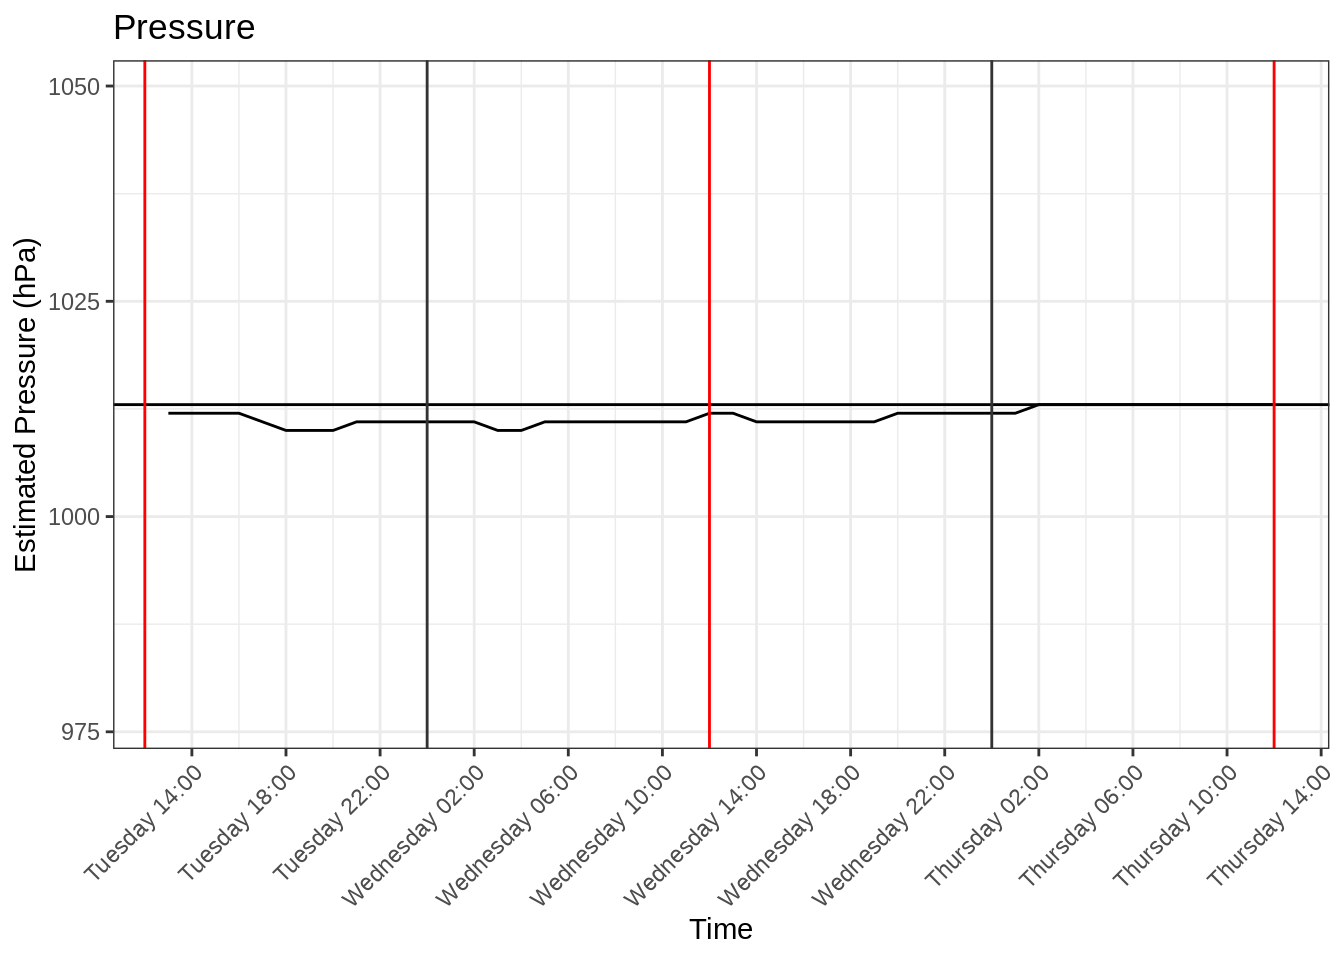 Pressure
Estimated Pressure (hPa)
1050
1025
1000
975
Tuesday 14:00
Tuesday 18:00
Tuesday 22:00
Wednesday 02:00
Wednesday 06:00
Wednesday 10:00
Wednesday 14:00
Wednesday 18:00
Wednesday 22:00
Thursday 02:00
Thursday 06:00
Thursday 10:00
Thursday 14:00
Time